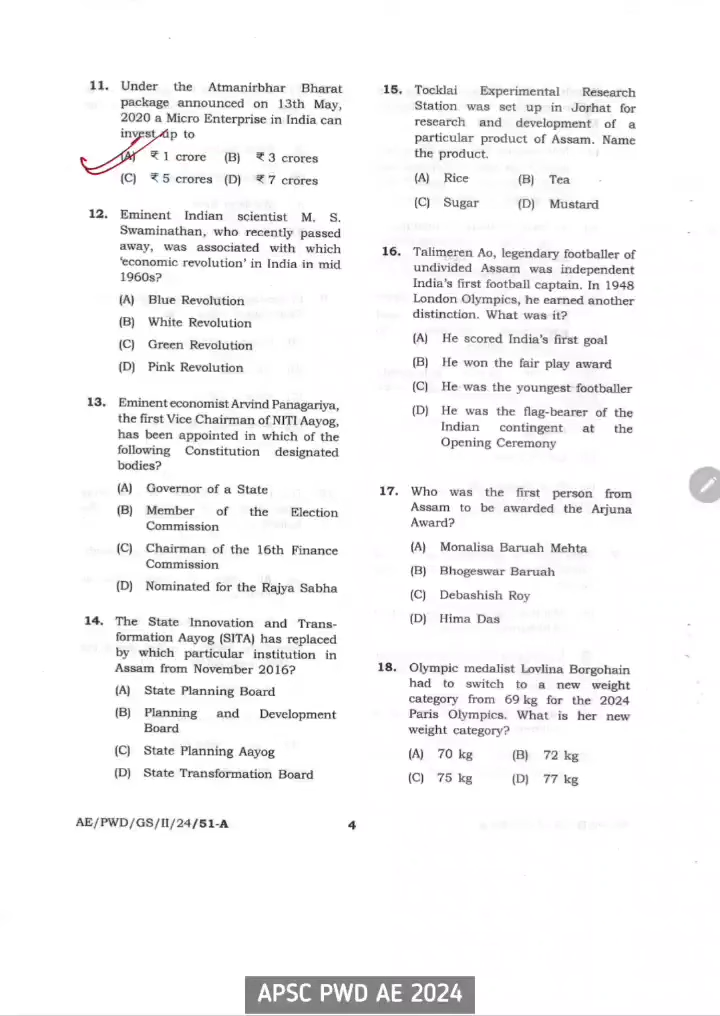 11. Under the Atmanirbhar Bharat
package announced on 13th May,
2020 a Micro Enterprise in India can
invest up to
(A) ₹ 1 crore (B) ₹ 3 crores
(C) ₹ 5 crores (D) ₹ 7 crores
12. Eminent Indian scientist M. S.
Swaminathan, who recently passed
away, was associated with which
‘economic revolution’ in India in mid
1960s?
(A) Blue Revolution
(B) White Revolution
(C) Green Revolution
(D) Pink Revolution
13. Eminent economist Arvind Panagariya,
the first Vice Chairman of NITI Aayog,
has been appointed in which of the
following Constitution designated
bodies?
(A) Governor of a State
(B) Member of the Election
Commission
(C) Chairman of the 16th Finance
Commission
(D) Nominated for the Rajya Sabha
14. The State Innovation and Trans-
formation Aayog (SITA) has replaced
by which particular institution in
Assam from November 2016?
(A) State Planning Board
(B) Planning and Development
Board
(C) State Planning Aayog
(D) State Transformation Board
15. Tocklai Experimental Research
Station was set up in Jorhat for
research and development of a
particular product of Assam. Name
the product.
(A) Rice (B) Tea
(C) Sugar (D) Mustard
16. Talimeren Ao, legendary footballer of
undivided Assam was independent
India's first football captain. In 1948
London Olympics, he earned another
distinction. What was it?
(A) He scored India's first goal
(B) He won the fair play award
(C) He was the youngest footballer
(D) He was the flag-bearer of the
Indian contingent at the
Opening Ceremony
17. Who was the first person from
Assam to be awarded the Arjuna
Award?
(A) Monalisa Baruah Mehta
(B) Bhogeswar Baruah
(C) Debashish Roy
(D) Hima Das
18. Olympic medalist Lovlina Borgohain
had to switch to a new weight
category from 69 kg for the 2024
Paris Olympics. What is her new
weight category?
(A) 70 kg (B) 72 kg
(C) 75 kg (D) 77 kg
AE/PWD/GS/II/24/51-A 4
APSC PWD AE 2024